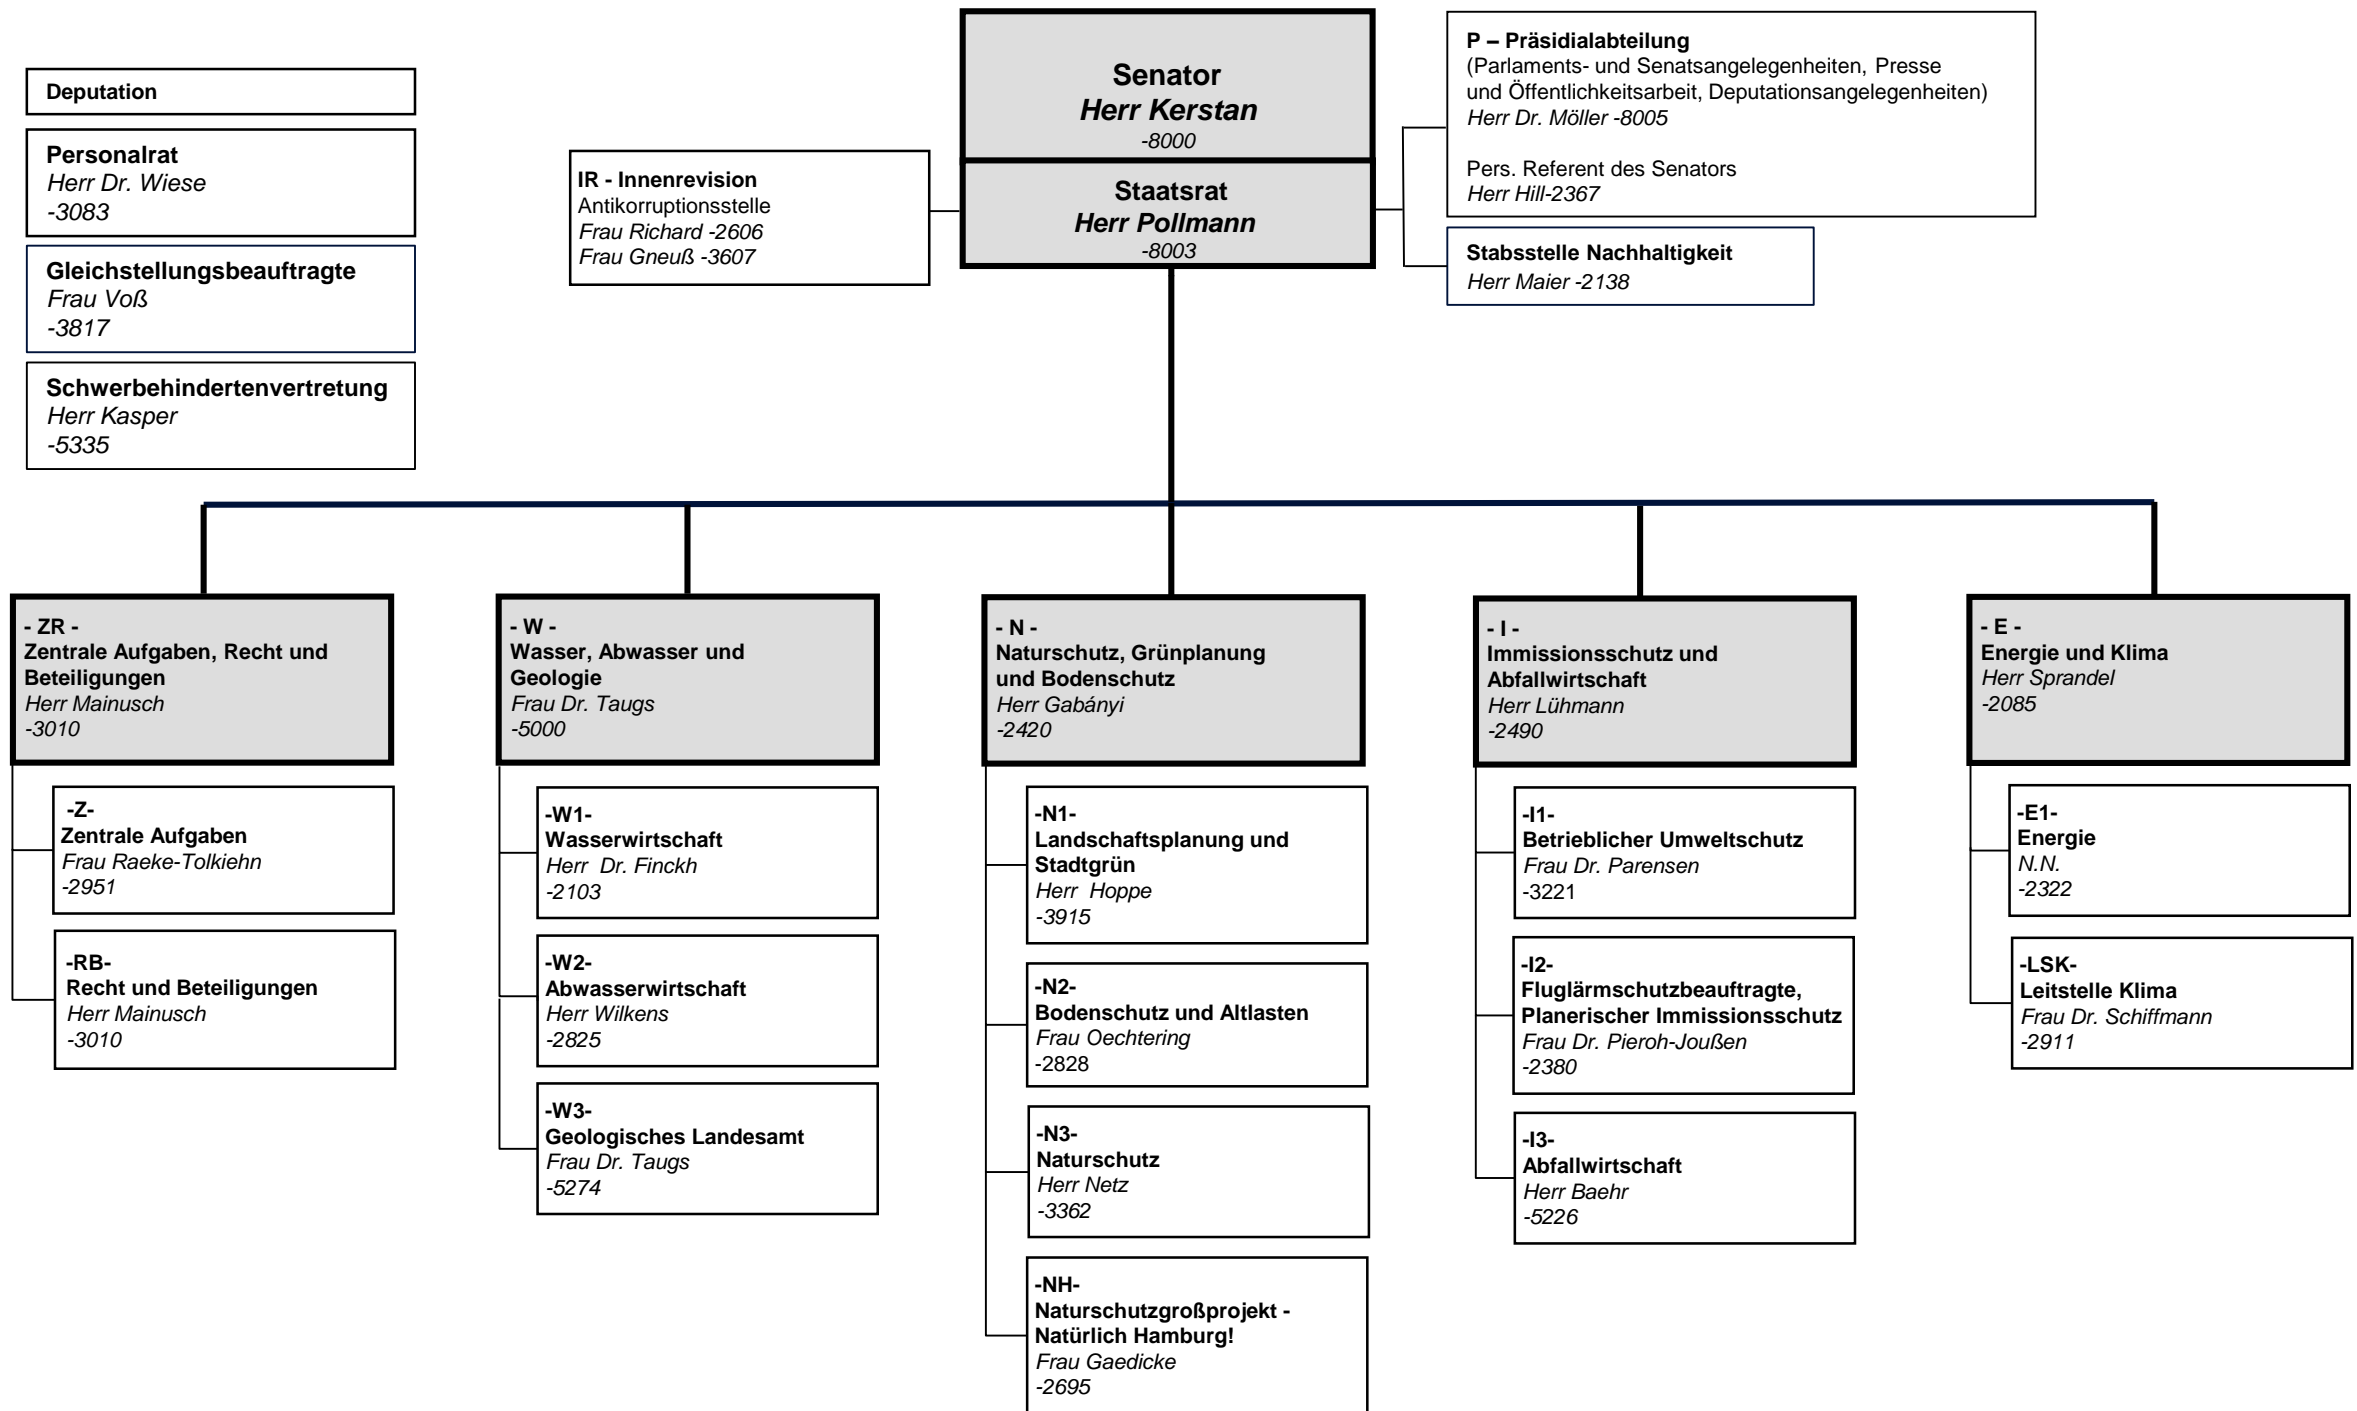 Deputation
Personalrat
Herr Dr. Wiese
-3083
Gleichstellungsbeauftragte
Frau Voß
-3817
Schwerbehindertenvertretung
Herr Kasper
-5335
IR - Innenrevision
Antikorruptionsstelle
Frau Richard -2606
Frau Gneuß -3607
Senator
Herr Kerstan
-8000
Staatsrat
Herr Pollmann
-8003
P – Präsidialabteilung
(Parlaments- und Senatsangelegenheiten, Presse
und Öffentlichkeitsarbeit, Deputationsangelegenheiten)
Herr Dr. Möller -8005
Pers. Referent des Senators
Herr Hill-2367
Stabsstelle Nachhaltigkeit
Herr Maier -2138
- ZR -
Zentrale Aufgaben, Recht und
Beteiligungen
Herr Mainusch
-3010
-Z-
Zentrale Aufgaben
Frau Raeke-Tolkiehn
-2951
-RB-
Recht und Beteiligungen
Herr Mainusch
-3010
- W -
Wasser, Abwasser und
Geologie
Frau Dr. Taugs
-5000
-W1-
Wasserwirtschaft
Herr  Dr. Finckh
-2103
-W2-
Abwasserwirtschaft
Herr Wilkens
-2825
-W3-
Geologisches Landesamt
Frau Dr. Taugs
-5274
- N -
Naturschutz, Grünplanung
und Bodenschutz
Herr Gabányi
-2420
-N1-
Landschaftsplanung und
Stadtgrün
Herr  Hoppe
-3915
-N2-
Bodenschutz und Altlasten
Frau Oechtering
-2828
-N3-
Naturschutz
Herr Netz
-3362
-NH-
Naturschutzgroßprojekt -
Natürlich Hamburg!
Frau Gaedicke
-2695
- I -
Immissionsschutz und
Abfallwirtschaft
Herr Lühmann
-2490
-I1-
Betrieblicher Umweltschutz
Frau Dr. Parensen
-3221
-I2-
Fluglärmschutzbeauftragte,
Planerischer Immissionsschutz
Frau Dr. Pieroh-Joußen
-2380
-I3-
Abfallwirtschaft
Herr Baehr
-5226
- E -
Energie und Klima
Herr Sprandel
-2085
-E1-
Energie
N.N.
-2322
-LSK-
Leitstelle Klima
Frau Dr. Schiffmann
-2911